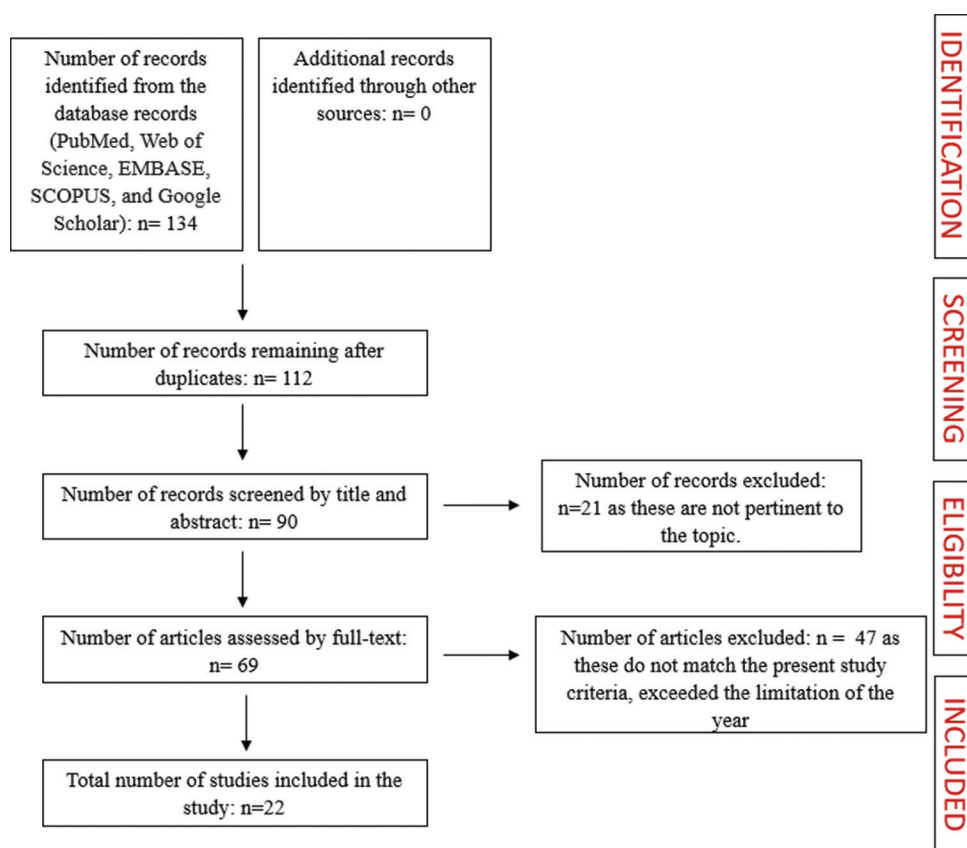 Number of records
identified from the
database records
(PubMed, Web of
Science, EMBASE,
SCOPUS, and Google
Scholar): n= 134
Additional records
identified through other
sources: n= 0
IDENTIFICATION
Number of records remaining after
duplicates: n= 112
SCREENING
Number of records screened by title and
abstract: n= 90
Number of records excluded:
n=21 as these are not pertinent to
the topic.
ELIGIBILITY
Number of articles assessed by full-text:
n= 69
Number of articles excluded: n = 47 as
these do not match the present study
criteria, exceeded the limitation of the
year
INCLUDED
Total number of studies included in the
study: n=22